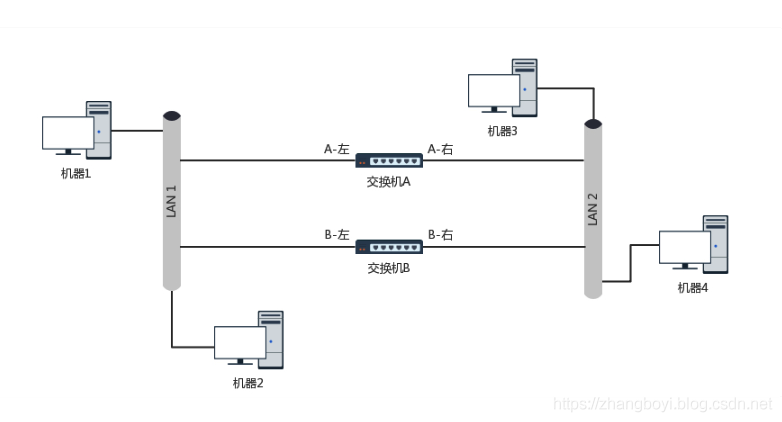 机器3
A-左
A-右
机器1
交换机A
LAN 1
LAN 2
B-左
B-右
交换机B
机器4
机器2
https://zhangboyi.blog.csdn.net